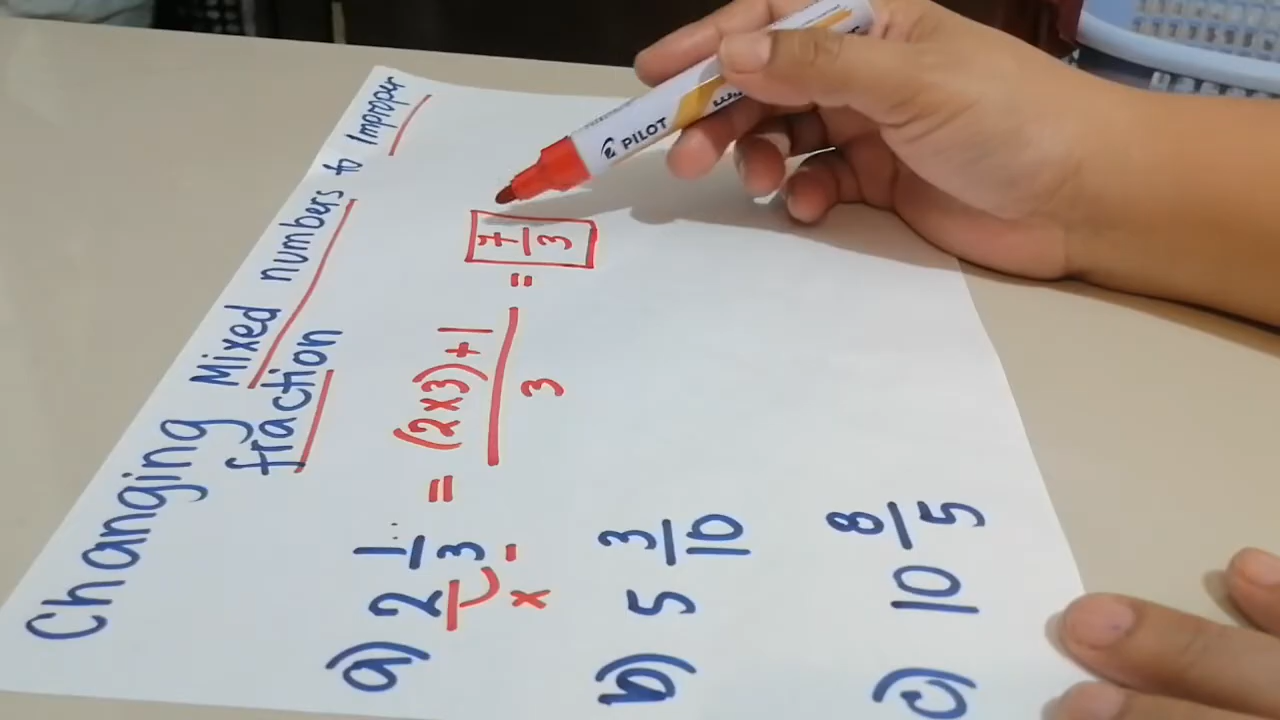 Changing Mixed numbers to Improper
fraction
a) 2 1/3 = (2x3)+1/3 = 7/3
x
b) 5 3/10
c) 10 8/5
PILOT